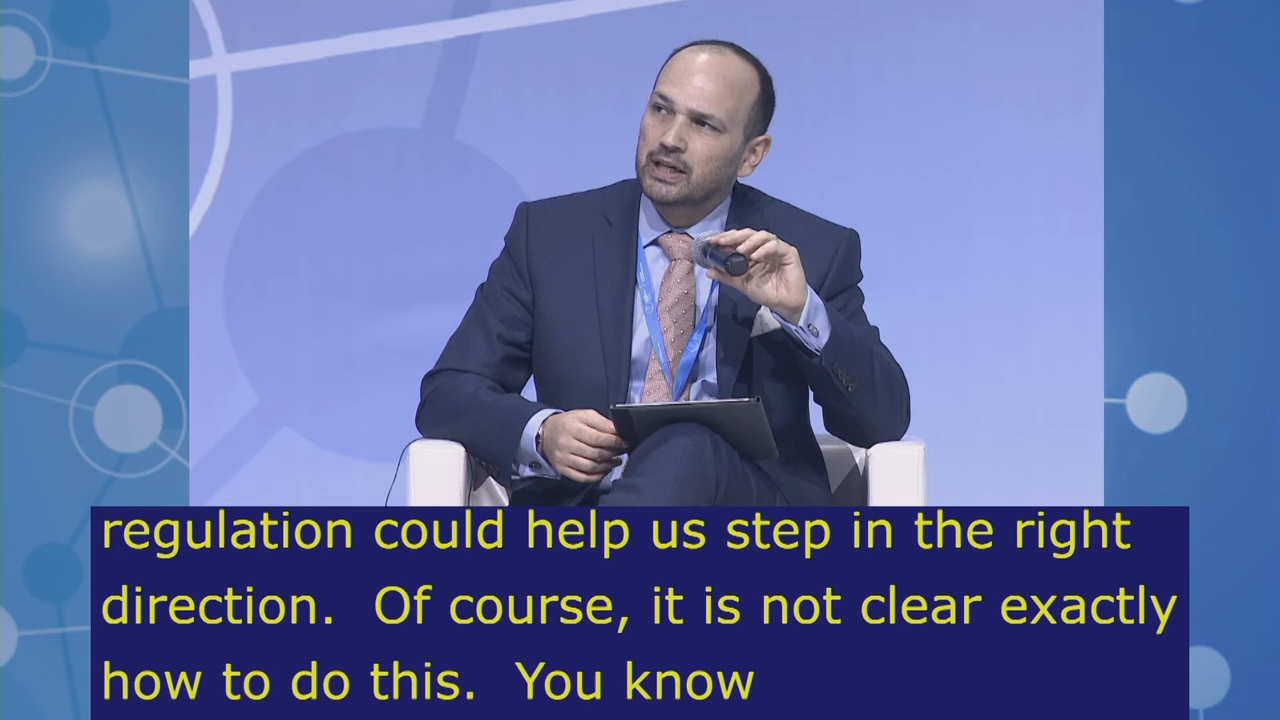 regulation could help us step in the right
direction.  Of course, it is not clear exactly
how to do this.  You know